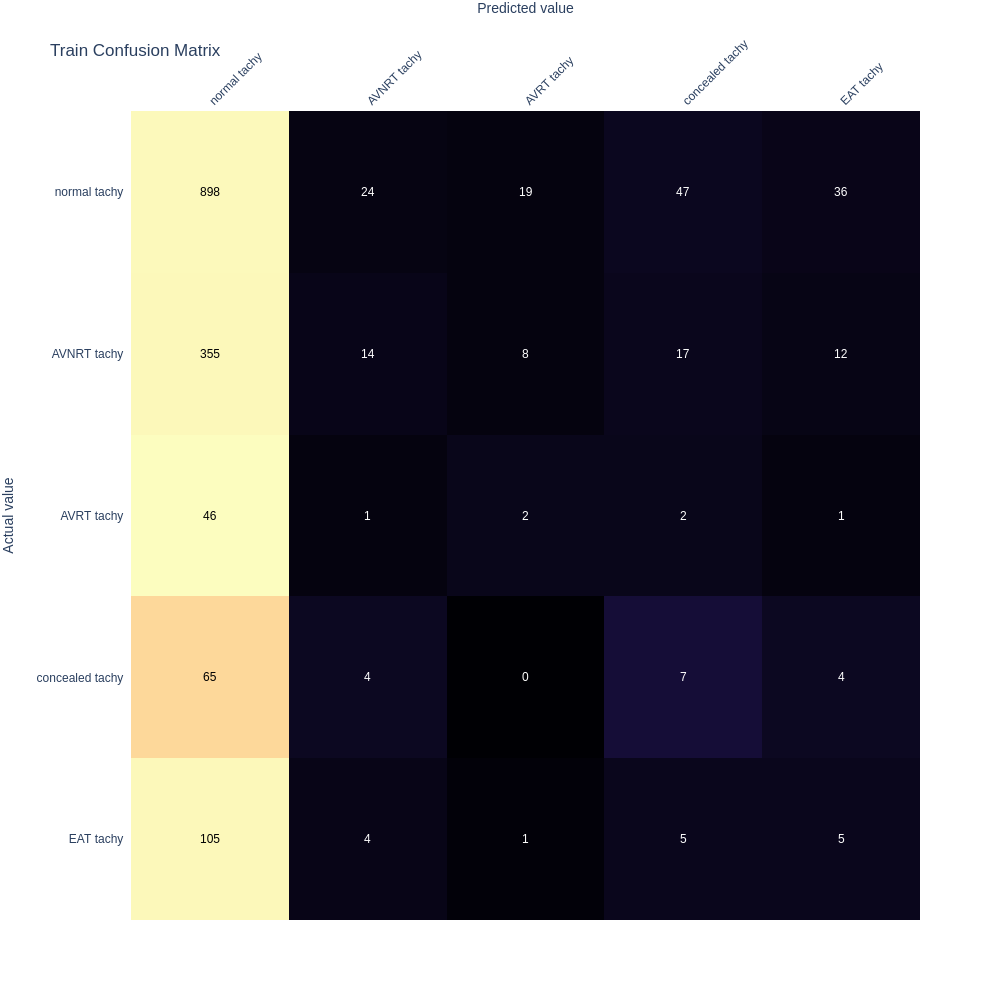 Predicted value
Train Confusion Matrix
normal tachy AVNRT tachy AVRT tachy concealed tachy EAT tachy
normal tachy 898 24 19 47 36
AVNRT tachy 355 14 8 17 12
Actual value
AVRT tachy 46 1 2 2 1
concealed tachy 65 4 0 7 4
EAT tachy 105 4 1 5 5